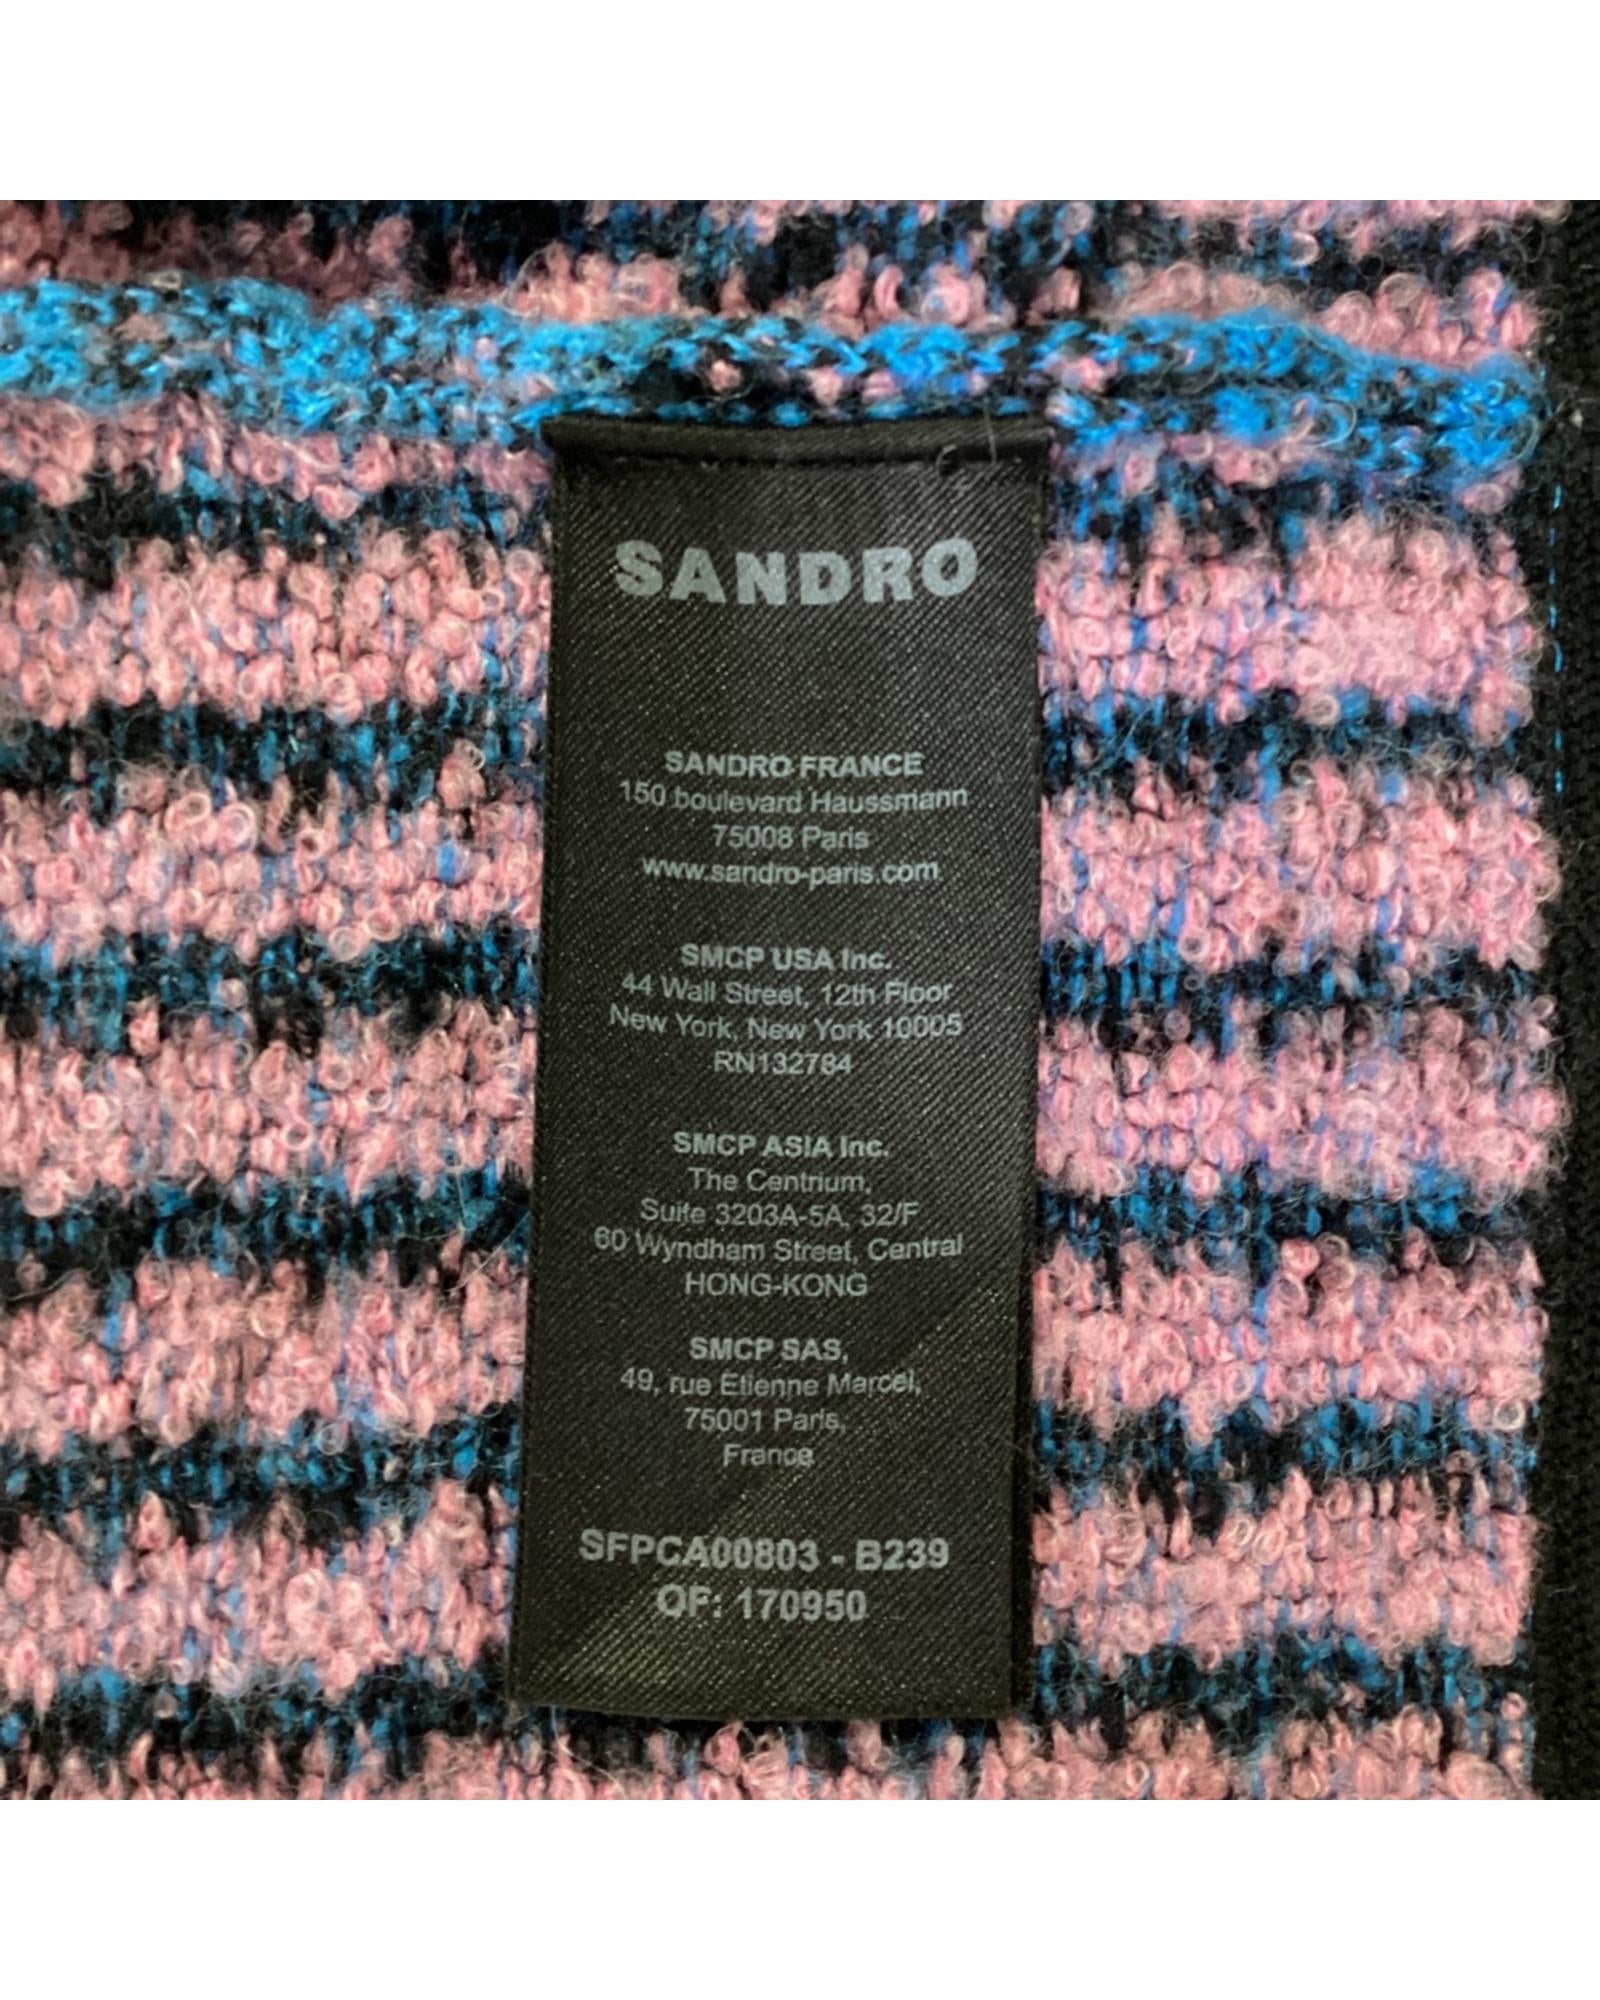 SANDRO
SANDRO FRANCE
150 boulevard Haussmann
75008 Paris
www.sandro-paris.com
SMCP USA Inc.
44 Wall Street, 12th Floor
New York, New York 10005
RN132784
SMCP ASIA Inc.
The Centrium,
Suite 3203A-5A, 32/F
60 Wyndham Street, Central
HONG-KONG
SMCP SAS,
49, rue Etienne Marcel,
75001 Paris,
France
SFPCA00803 - B239
OF: 170950